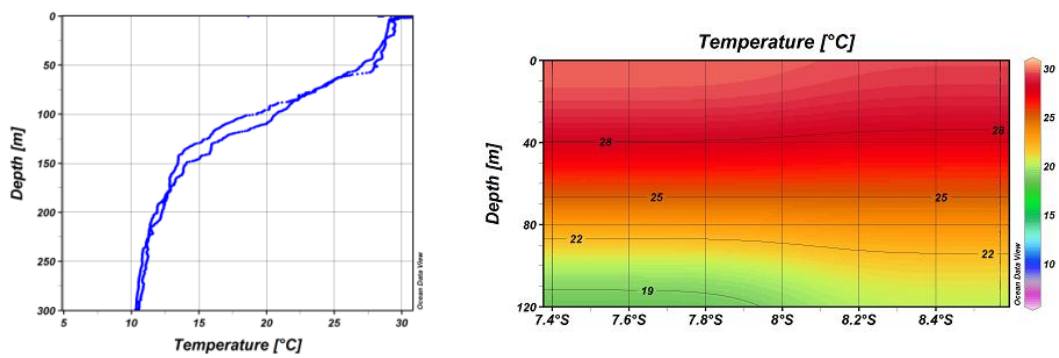 0
50
100
150
200
250
300
Depth [m]
5
10
15
20
25
30
Temperature [°C]
Ocean Data View
Temperature [°C]
0
40
80
120
Depth [m]
28
28
25
25
22
22
19
7.4°S
7.6°S
7.8°S
8°S
8.2°S
8.4°S
Ocean Data View
30
25
20
15
10